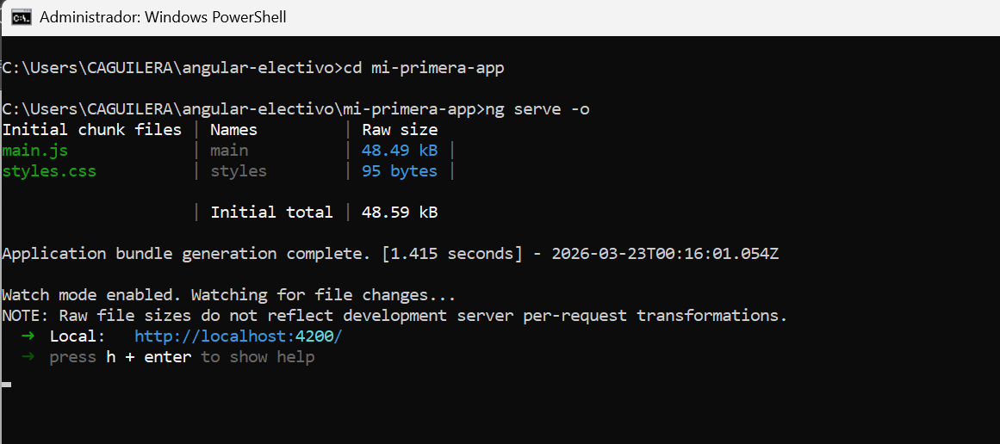 Administrador: Windows PowerShell
C:\Users\CAGUILERA\angular-electivo>cd mi-primera-app
C:\Users\CAGUILERA\angular-electivo\mi-primera-app>ng serve -o
Initial chunk files | Names | Raw size
main.js | main | 48.49 kB |
styles.css | styles | 95 bytes |
| Initial total | 48.59 kB
Application bundle generation complete. [1.415 seconds] - 2026-03-23T00:16:01.054Z
Watch mode enabled. Watching for file changes...
NOTE: Raw file sizes do not reflect development server per-request transformations.
➜ Local: http://localhost:4200/
➜ press h + enter to show help